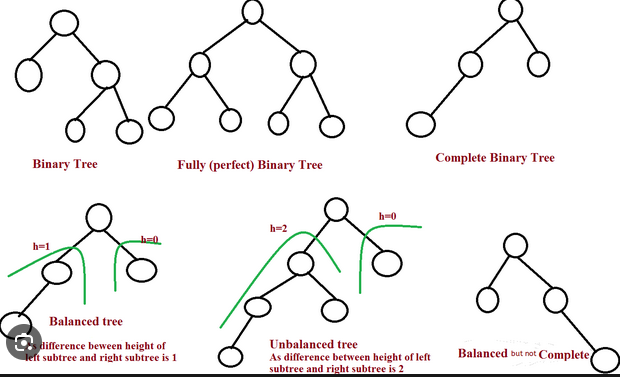 Binary Tree
Fully (perfect) Binary Tree
Complete Binary Tree
h=1
h=0
h=2
h=0
Balanced tree
As difference beween height of
left subtree and right subtree is 1
Unbalanced tree
As difference between height of left
subtree and right subtree is 2
Balanced but not Complete